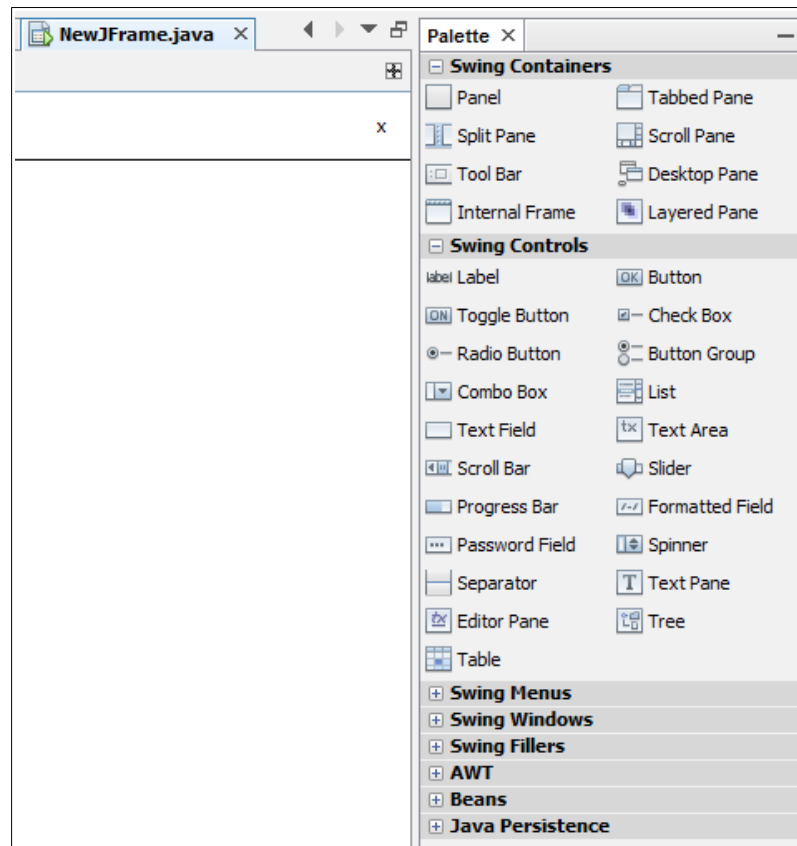 NewJFrame.java
x
Palette
Swing Containers
Panel Tabbed Pane
Split Pane Scroll Pane
Tool Bar Desktop Pane
Internal Frame Layered Pane
Swing Controls
label Label OK Button
ON Toggle Button Check Box
Radio Button Button Group
Combo Box List
Text Field tx Text Area
Scroll Bar Slider
Progress Bar Formatted Field
Password Field Spinner
Separator T Text Pane
tx Editor Pane Tree
Table
Swing Menus
Swing Windows
Swing Fillers
AWT
Beans
Java Persistence